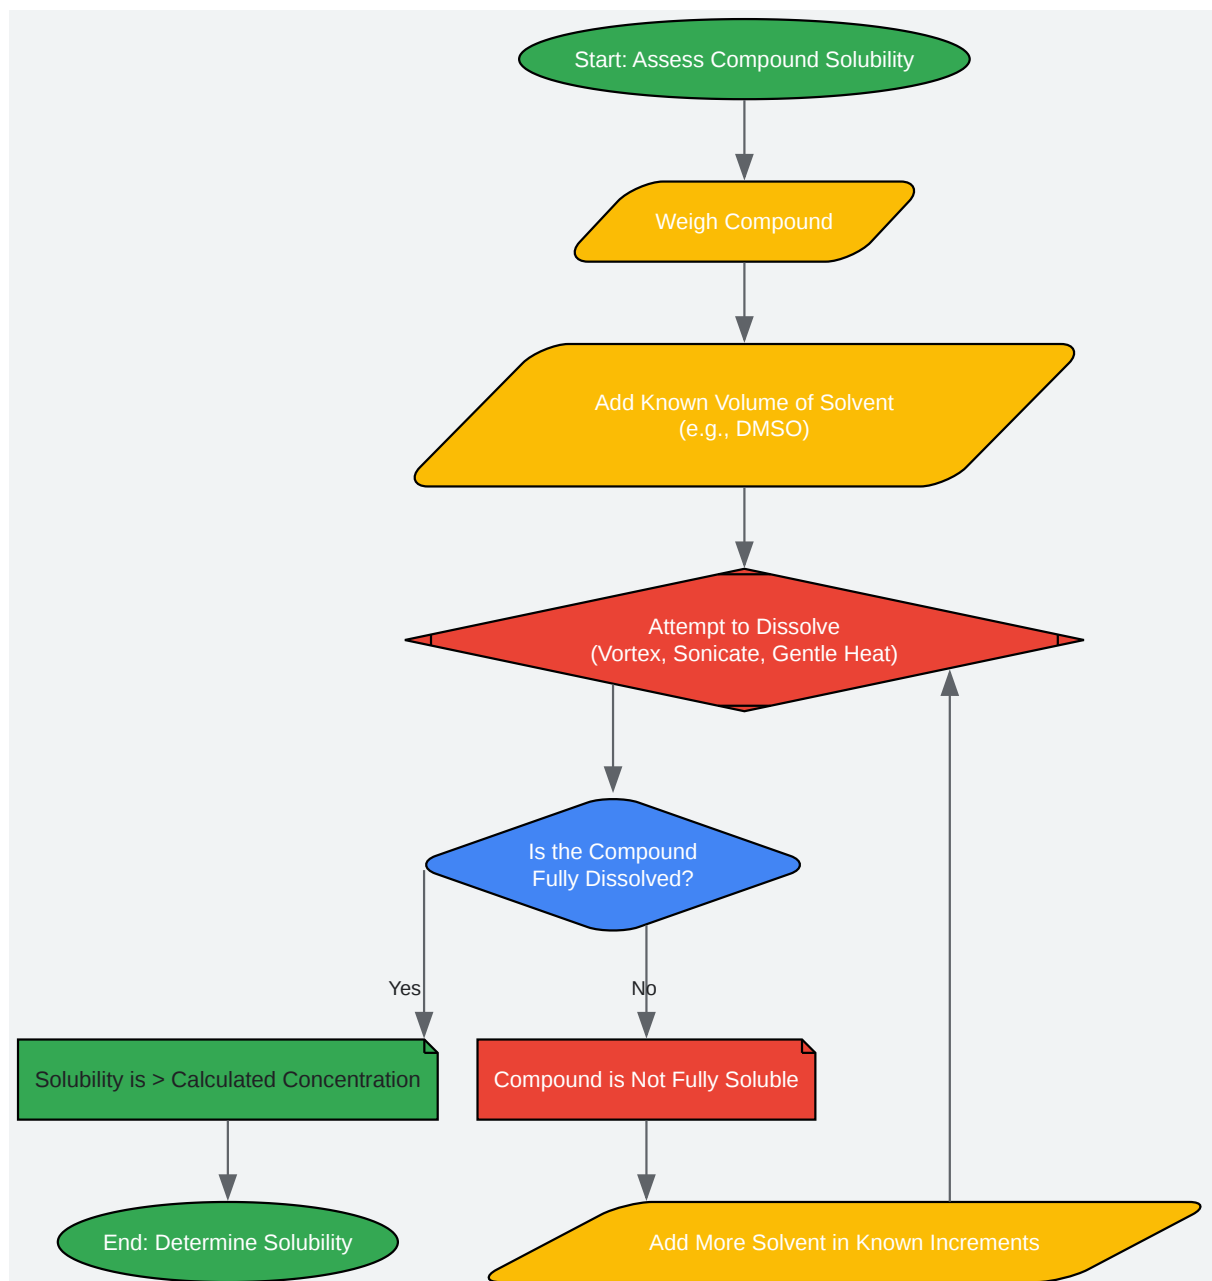 Start: Assess Compound Solubility
Weigh Compound
Add Known Volume of Solvent
(e.g., DMSO)
Attempt to Dissolve
(Vortex, Sonicate, Gentle Heat)
Is the Compound
Fully Dissolved?
Yes
No
Solubility is > Calculated Concentration
Compound is Not Fully Soluble
End: Determine Solubility
Add More Solvent in Known Increments